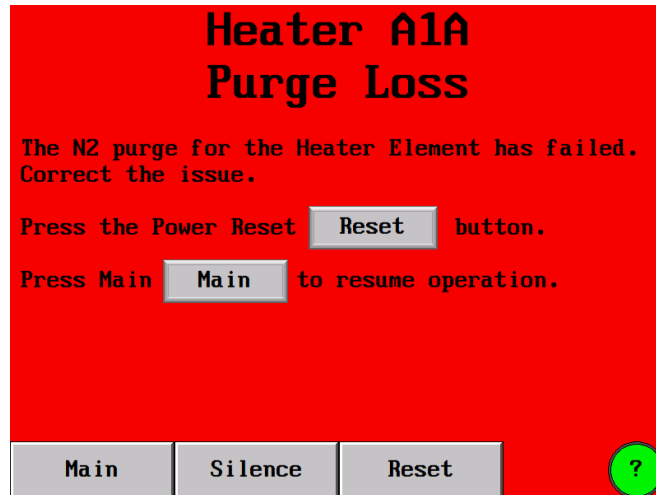 Heater A1A
Purge Loss
The N2 purge for the Heater Element has failed.
Correct the issue.
Press the Power Reset Reset button.
Press Main Main to resume operation.
Main Silence Reset ?